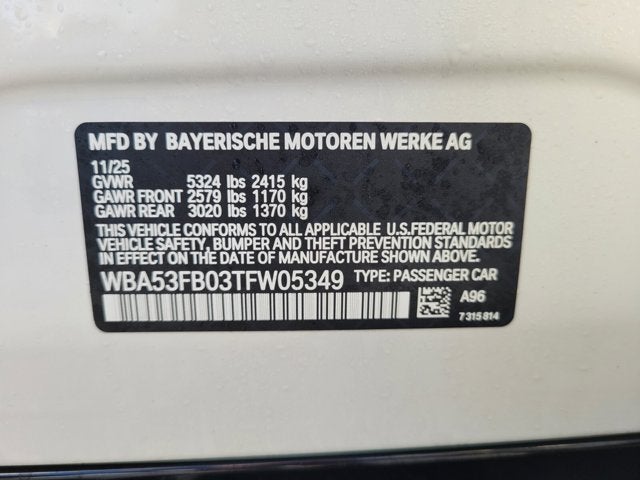 MFD BY BAYERISCHE MOTOREN WERKE AG
11/25
GVWR 5324 lbs 2415 kg
GAWR FRONT 2579 lbs 1170 kg
GAWR REAR 3020 lbs 1370 kg
THIS VEHICLE CONFORMS TO ALL APPLICABLE U.S.FEDERAL MOTOR
VEHICLE SAFETY, BUMPER AND THEFT PREVENTION STANDARDS
IN EFFECT ON THE DATE OF MANUFACTURE SHOWN ABOVE.
WBA53FB03TFW05349 TYPE: PASSENGER CAR
A96
7 315 814